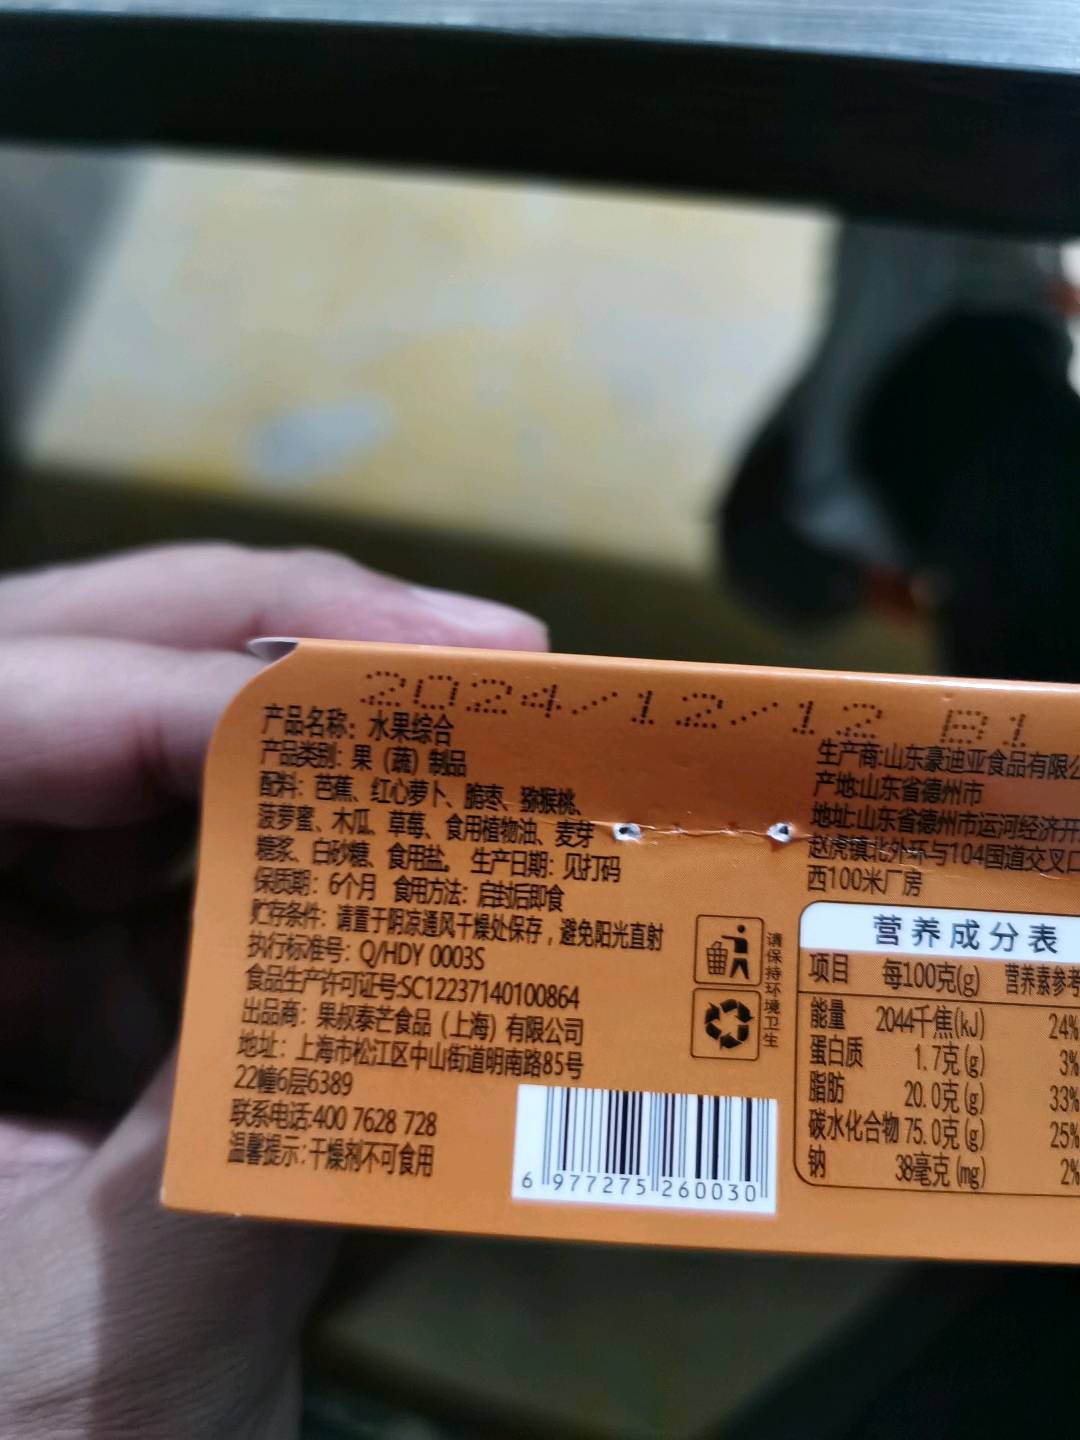 2024/12/12 B1
产品名称：水果综合
产品类别：果（蔬）制品
配料：芭蕉、红心萝卜、脆枣、猕猴桃、
菠萝蜜、木瓜、草莓、食用植物油、麦芽
糖浆、白砂糖、食用盐。生产日期：见打码
保质期：6个月 食用方法：启封后即食
贮存条件：请置于阴凉通风干燥处保存，避免阳光直射
执行标准号：Q/HDY 0003S
食品生产许可证号:SC12237140100864
出品商：果叔泰芒食品（上海）有限公司
地址：上海市松江区中山街道明南路85号
22幢6层6389
联系电话:400 7628 728
温馨提示：干燥剂不可食用
请保持环境卫生
6 977275 260030
生产商:山东豪迪亚食品有限公
产地:山东省德州市
地址:山东省德州市运河经济开
赵虎镇北外环与104国道交叉口
西100米厂房
营养成分表
项目 每100克(g) 营养素参考
能量 2044千焦(kJ) 24%
蛋白质 1.7克(g) 3%
脂肪 20.0克(g) 33%
碳水化合物 75.0克(g) 25%
钠 38毫克(mg) 2%